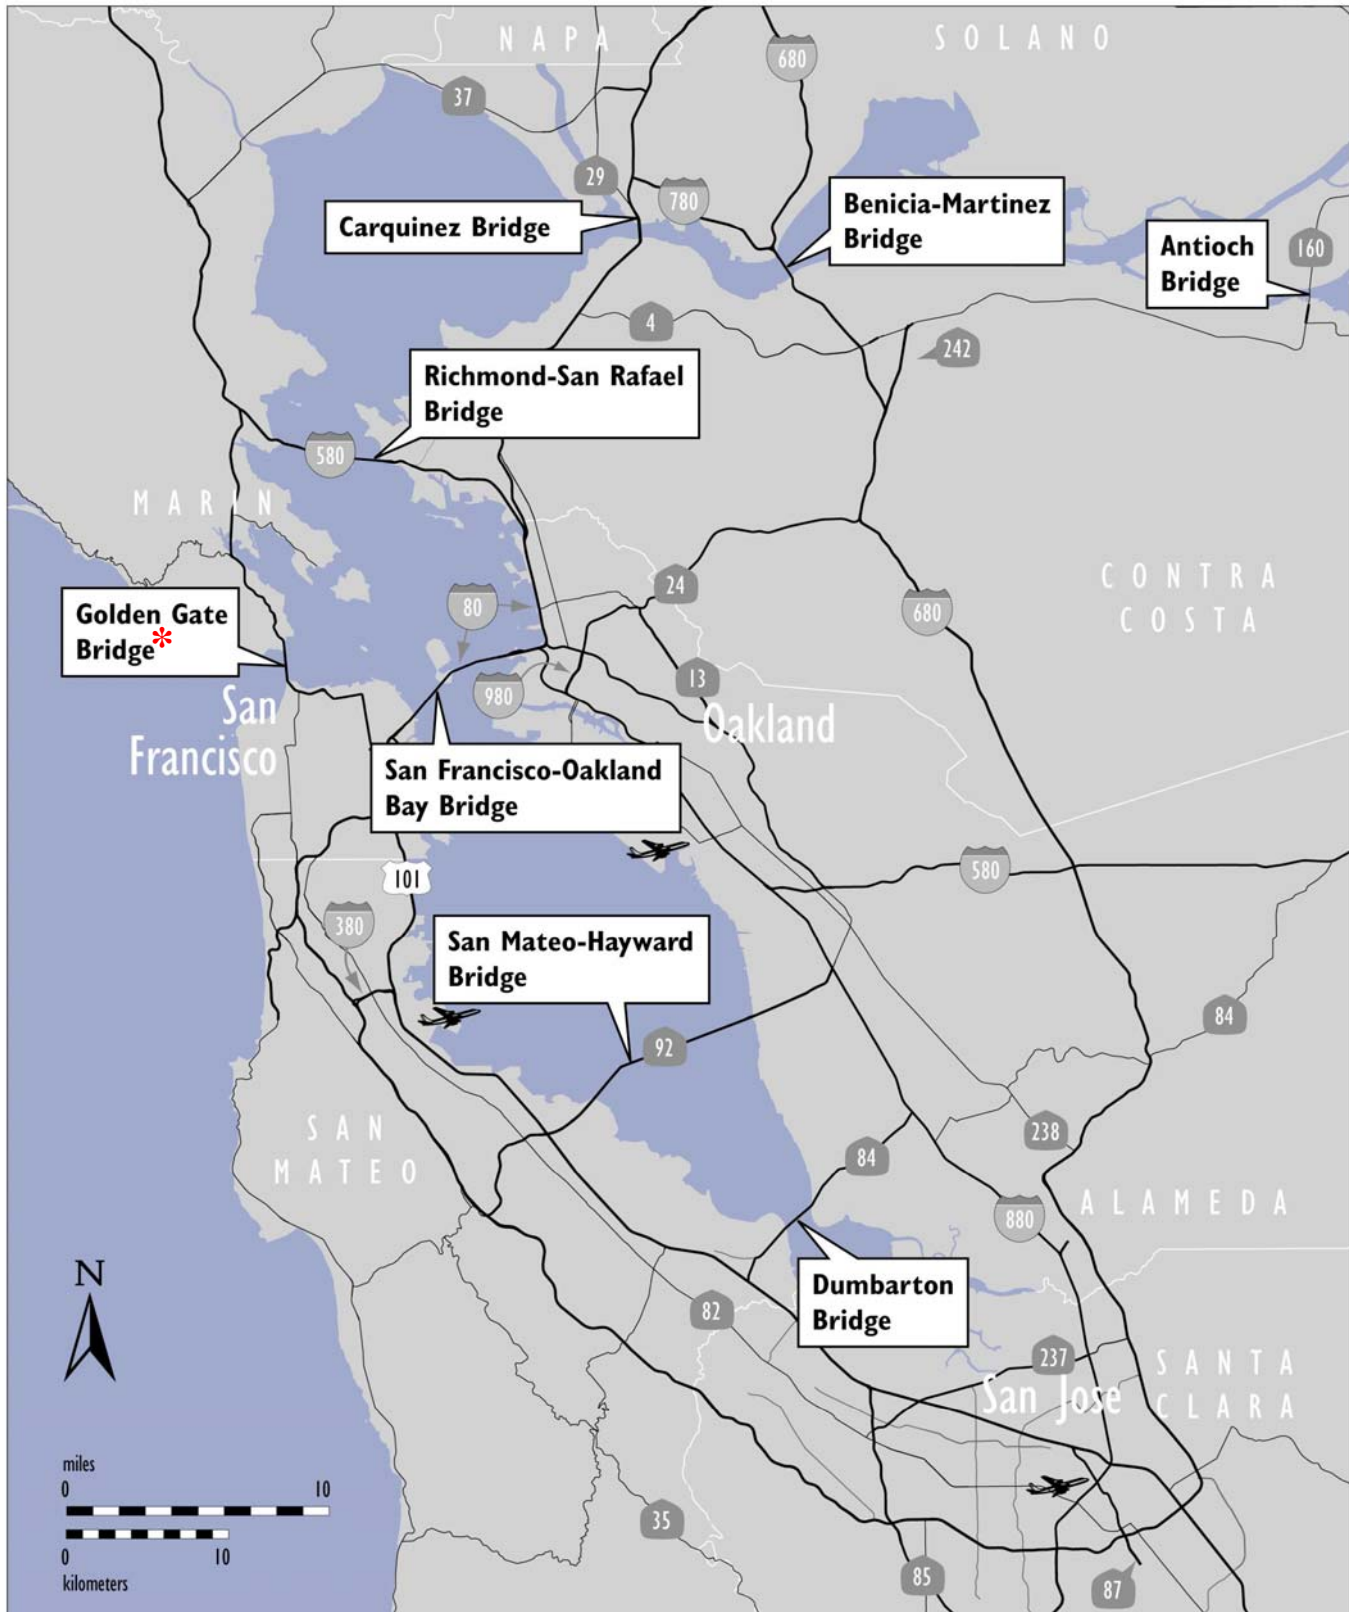 NAPA
SOLANO
680
37
29
780
Carquinez Bridge
Benicia-Martinez
Bridge
Antioch
Bridge
160
4
242
Richmond-San Rafael
Bridge
580
MARIN
24
80
680
CONTRA
COSTA
Golden Gate
Bridge*
13
980
San
Francisco
Oakland
San Francisco-Oakland
Bay Bridge
101
580
380
San Mateo-Hayward
Bridge
92
84
SAN
MATEO
238
84
ALAMEDA
880
N
Dumbarton
Bridge
82
237
San Jose
SANTA
CLARA
miles
0 10
0 10
kilometers
35
85
87